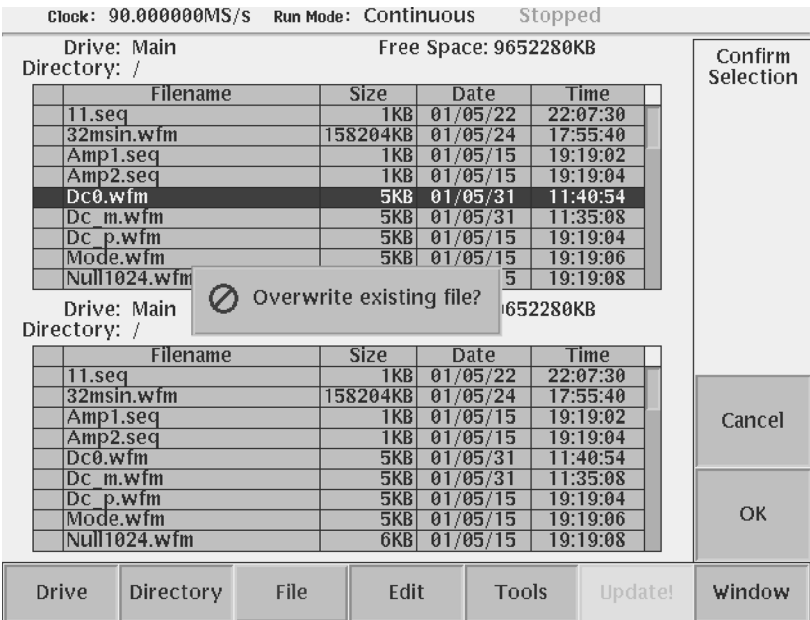 Clock: 90.000000MS/s Run Mode: Continuous Stopped
Drive: Main Free Space: 9652280KB
Directory: /
Filename Size Date Time
11.seq 1KB 01/05/22 22:07:30
32msin.wfm 158204KB 01/05/24 17:55:40
Amp1.seq 1KB 01/05/15 19:19:02
Amp2.seq 1KB 01/05/15 19:19:04
Dc0.wfm 5KB 01/05/31 11:40:54
Dc_m.wfm 5KB 01/05/31 11:35:08
Dc_p.wfm 5KB 01/05/15 19:19:04
Mode.wfm 5KB 01/05/15 19:19:06
Null1024.wfm 5 19:19:08
Overwrite existing file?
Drive: Main 9652280KB
Directory: /
Filename Size Date Time
11.seq 1KB 01/05/22 22:07:30
32msin.wfm 158204KB 01/05/24 17:55:40
Amp1.seq 1KB 01/05/15 19:19:02
Amp2.seq 1KB 01/05/15 19:19:04
Dc0.wfm 5KB 01/05/31 11:40:54
Dc_m.wfm 5KB 01/05/31 11:35:08
Dc_p.wfm 5KB 01/05/15 19:19:04
Mode.wfm 5KB 01/05/15 19:19:06
Null1024.wfm 6KB 01/05/15 19:19:08
Confirm
Selection
Cancel
OK
Drive Directory File Edit Tools Update! Window